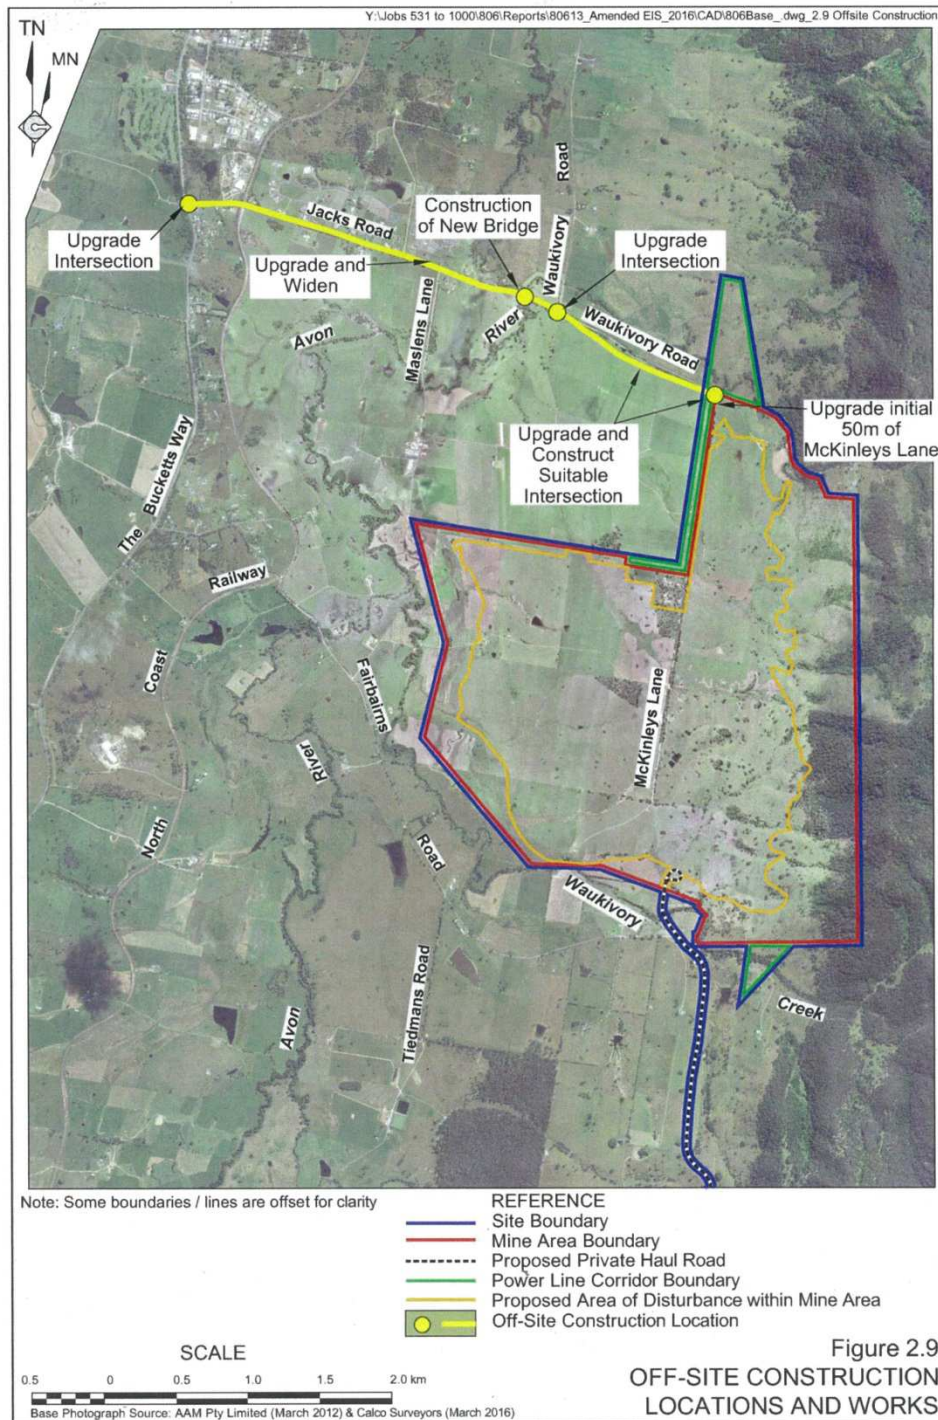 Y:\Jobs 531 to 1000\806\Reports\80613_Amended EIS_2016\CAD\806Base_.dwg_2.9 Offsite Construction
TN
MN
Road
Waukivory
Jacks Road
Construction
of New Bridge
Upgrade
Intersection
Upgrade and
Widen
Upgrade
Intersection
Avon
River
Maslens Lane
Waukivory Road
Upgrade and
Construct
Suitable
Intersection
Upgrade initial
50m of
McKinleys Lane
The Bucketts Way
Railway
Coast
North
Fairbairns
Road
River
Avon
McKinleys Lane
Waukivory
Creek
Tiedmans Road
Note: Some boundaries / lines are offset for clarity
REFERENCE
Site Boundary
Mine Area Boundary
Proposed Private Haul Road
Power Line Corridor Boundary
Proposed Area of Disturbance within Mine Area
Off-Site Construction Location
SCALE
0.5 0 0.5 1.0 1.5 2.0 km
Base Photograph Source: AAM Pty Limited (March 2012) & Calco Surveyors (March 2016)
Figure 2.9
OFF-SITE CONSTRUCTION
LOCATIONS AND WORKS